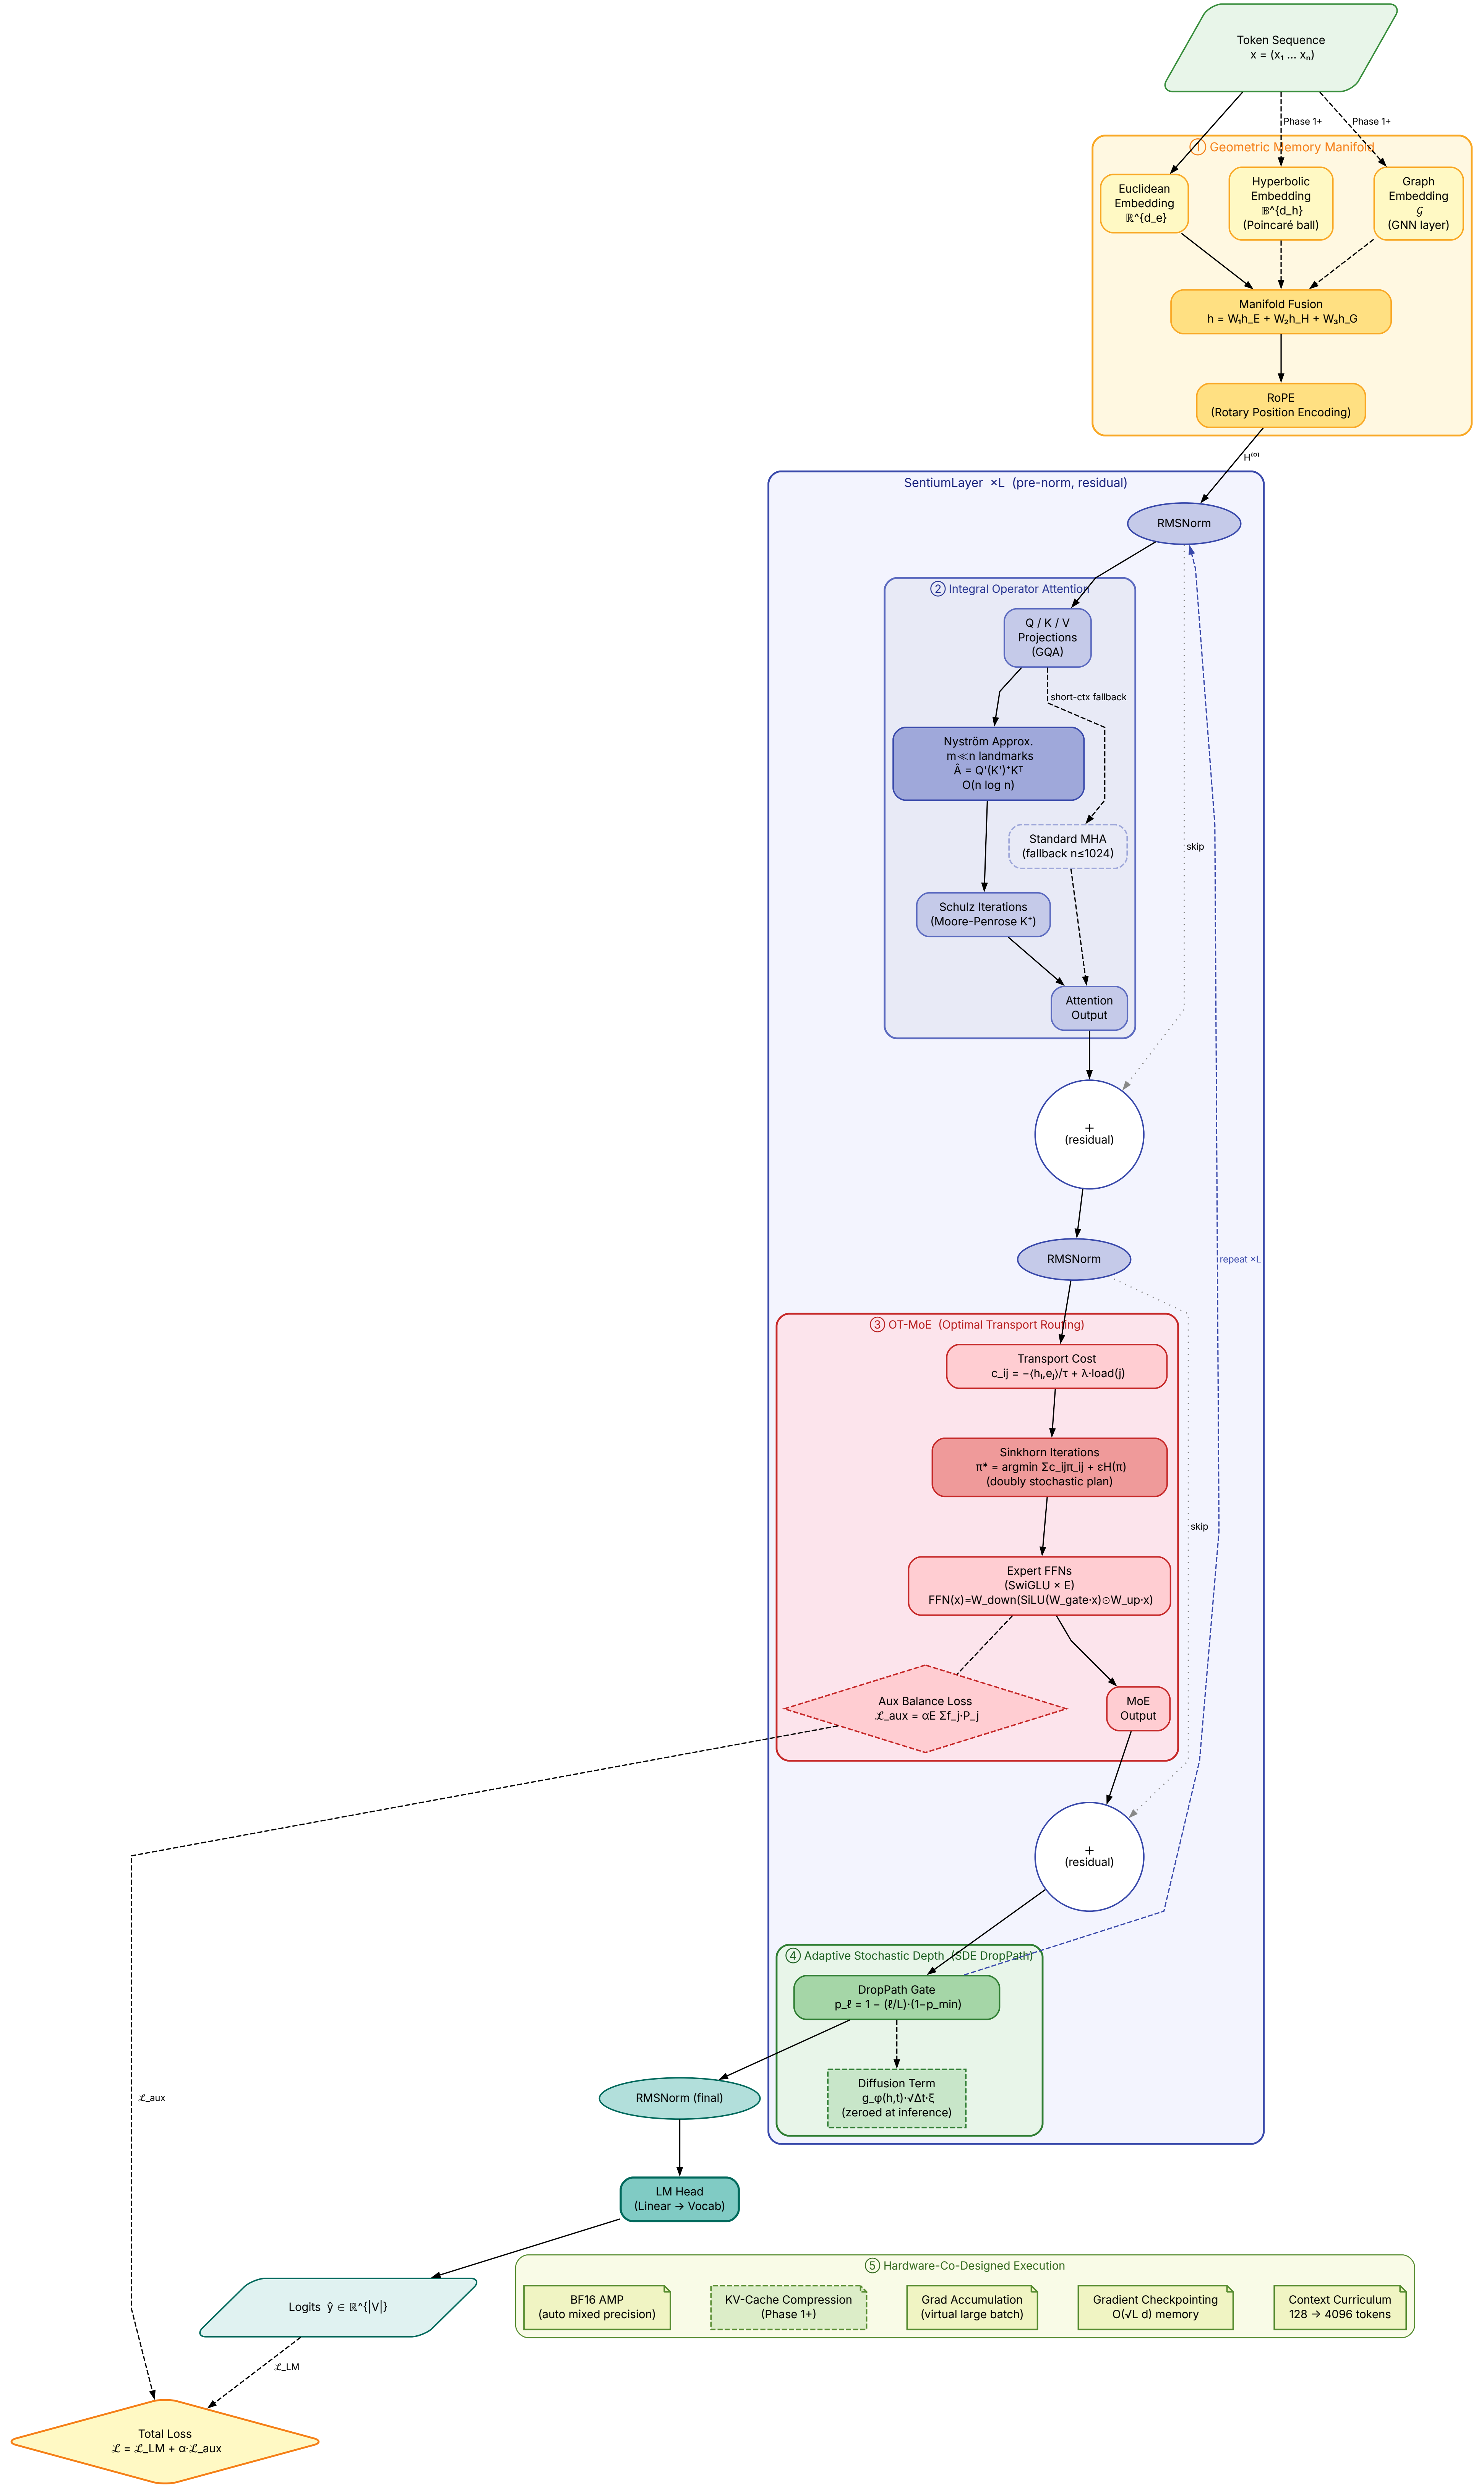 Token Sequence
x = (x₁ … xₙ)
Phase 1+
Phase 1+
① Geometric Memory Manifold
Euclidean
Embedding
ℝ^{d_e}
Hyperbolic
Embedding
𝔹^{d_h}
(Poincaré ball)
Graph
Embedding
𝒢
(GNN layer)
Manifold Fusion
h = W₁h_E + W₂h_H + W₃h_G
RoPE
(Rotary Position Encoding)
H⁽⁰⁾
SentiumLayer ×L (pre-norm, residual)
RMSNorm
② Integral Operator Attention
Q / K / V
Projections
(GQA)
short-ctx fallback
Nyström Approx.
m≪n landmarks
Â = Q'(K')⁺Kᵀ
O(n log n)
Standard MHA
(fallback n≤1024)
skip
Schulz Iterations
(Moore-Penrose K⁺)
Attention
Output
+
(residual)
RMSNorm
repeat ×L
③ OT-MoE (Optimal Transport Routing)
Transport Cost
c_ij = −⟨hᵢ,eⱼ⟩/τ + λ·load(j)
Sinkhorn Iterations
π* = argmin Σc_ijπ_ij + εH(π)
(doubly stochastic plan)
skip
Expert FFNs
(SwiGLU × E)
FFN(x)=W_down(SiLU(W_gate·x)⊙W_up·x)
Aux Balance Loss
ℒ_aux = αE Σf_j·P_j
MoE
Output
+
(residual)
④ Adaptive Stochastic Depth (SDE DropPath)
DropPath Gate
p_ℓ = 1 − (ℓ/L)·(1−p_min)
Diffusion Term
g_φ(h,t)·√Δt·ξ
(zeroed at inference)
RMSNorm (final)
ℒ_aux
LM Head
(Linear → Vocab)
⑤ Hardware-Co-Designed Execution
BF16 AMP
(auto mixed precision)
KV-Cache Compression
(Phase 1+)
Grad Accumulation
(virtual large batch)
Gradient Checkpointing
O(√L d) memory
Context Curriculum
128 → 4096 tokens
Logits ŷ ∈ ℝ^{|V|}
ℒ_LM
Total Loss
ℒ = ℒ_LM + α·ℒ_aux